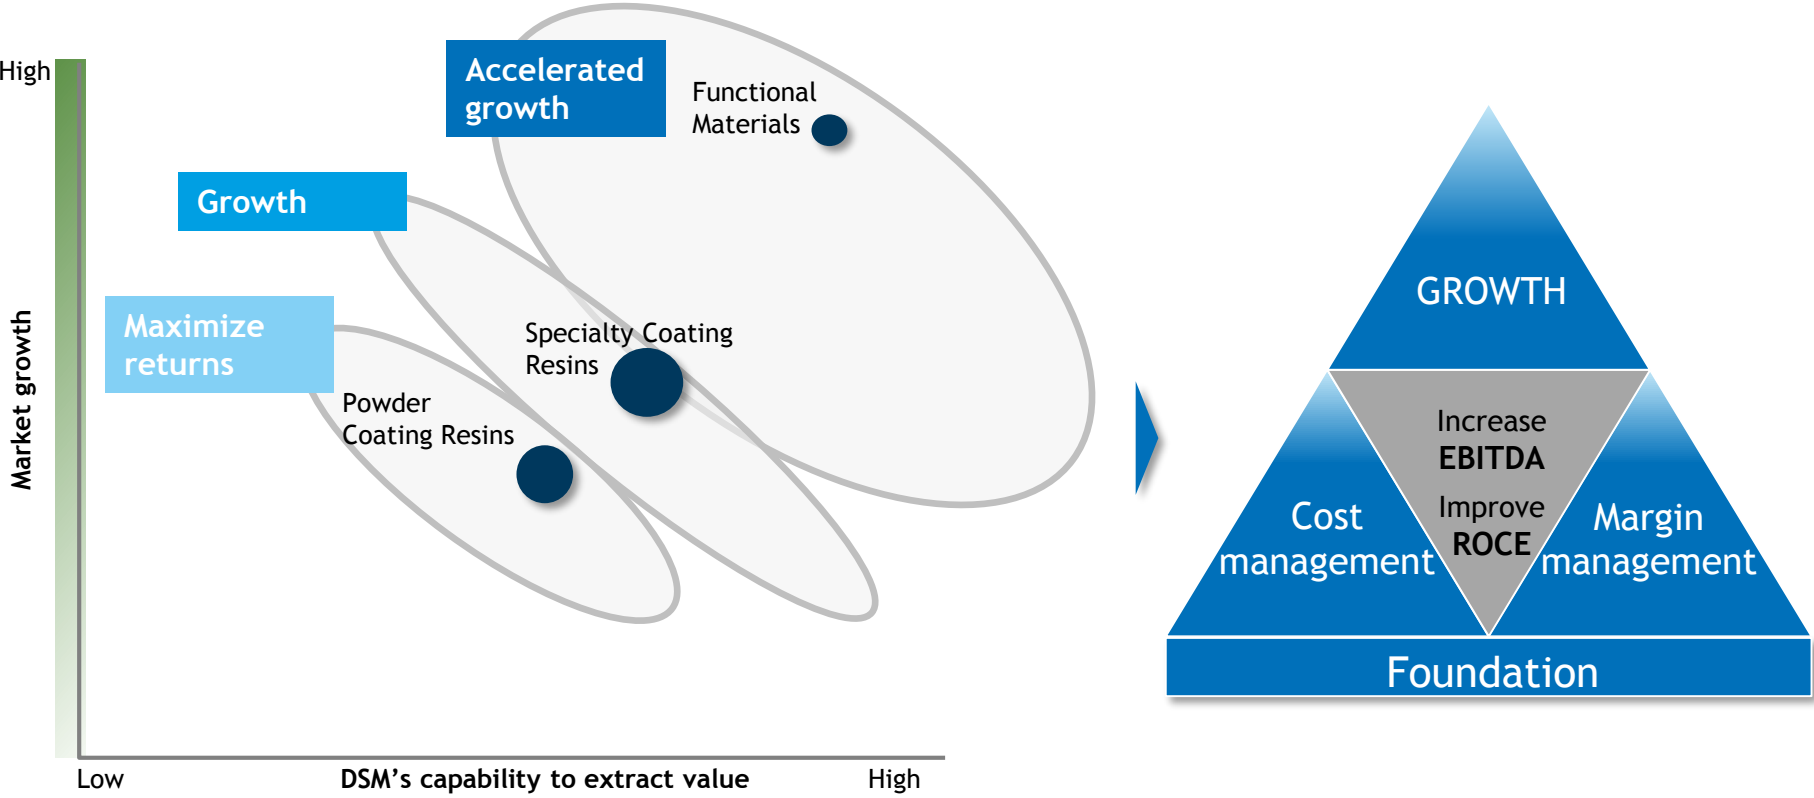 High
Accelerated
growth
Functional
Materials
Growth
Maximize
returns
Specialty Coating
Resins
Powder
Coating Resins
Market growth
Low
DSM’s capability to extract value
High
GROWTH
Increase
EBITDA
Improve
ROCE
Cost
management
Margin
management
Foundation